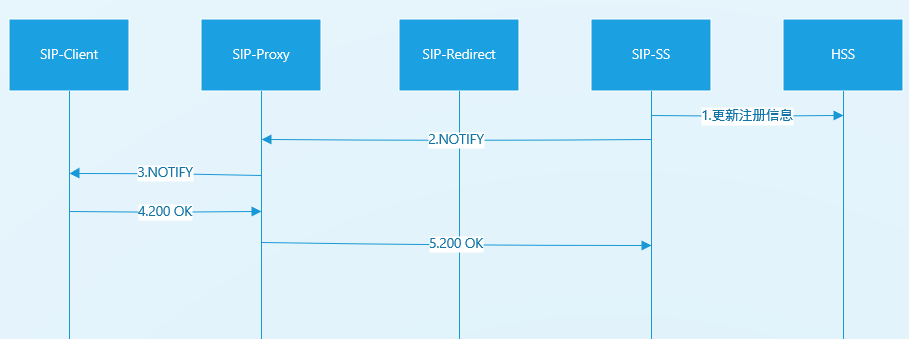 SIP-Client
SIP-Proxy
SIP-Redirect
SIP-SS
HSS
1.更新注册信息
2.NOTIFY
3.NOTIFY
4.200 OK
5.200 OK